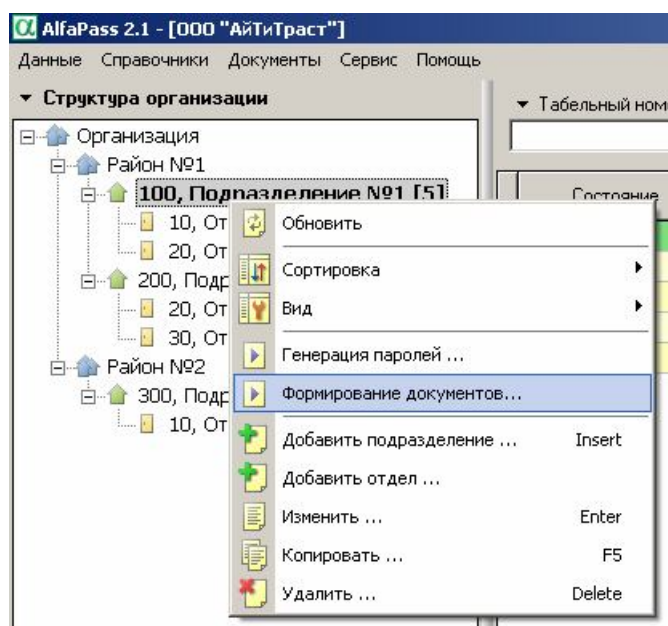 AlfaPass 2.1 - [ООО "АйТиТраст"]
Данные Справочники Документы Сервис Помощь
Структура организации
Табельный ном
Организация
Район №1
100, Подразделение №1 [5]
Состояние
10, От
20, От
200, Подр
20, От
30, От
Район №2
300, Подр
10, От
Обновить
Сортировка
Вид
Генерация паролей ...
Формирование документов...
Добавить подразделение ... Insert
Добавить отдел ...
Изменить ... Enter
Копировать ... F5
Удалить ... Delete